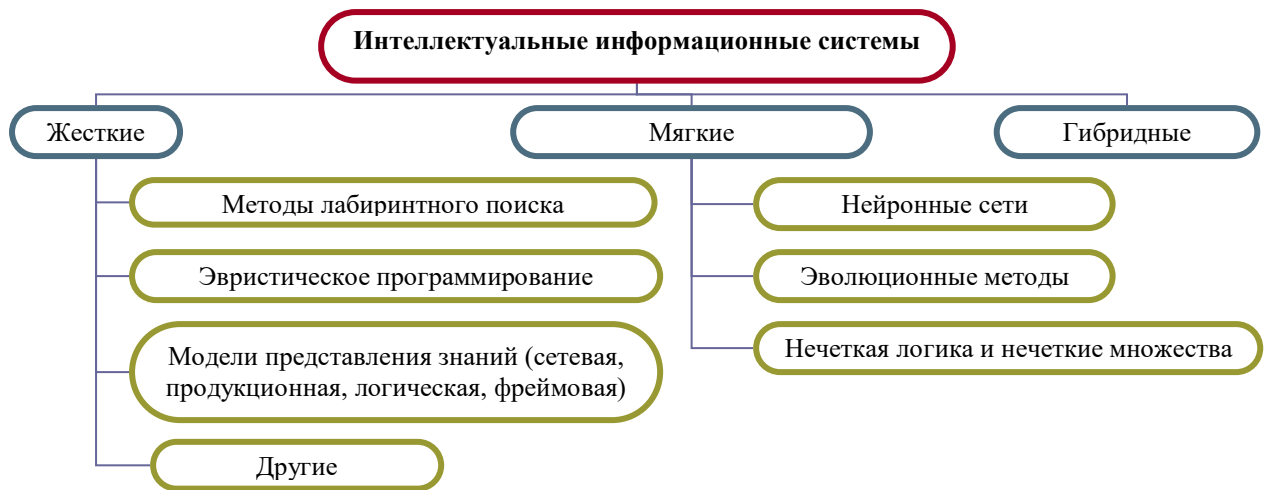 Интеллектуальные информационные системы
Жесткие
Мягкие
Гибридные
Методы лабиринтного поиска
Эвристическое программирование
Модели представления знаний (сетевая,
продукционная, логическая, фреймовая)
Другие
Нейронные сети
Эволюционные методы
Нечеткая логика и нечеткие множества